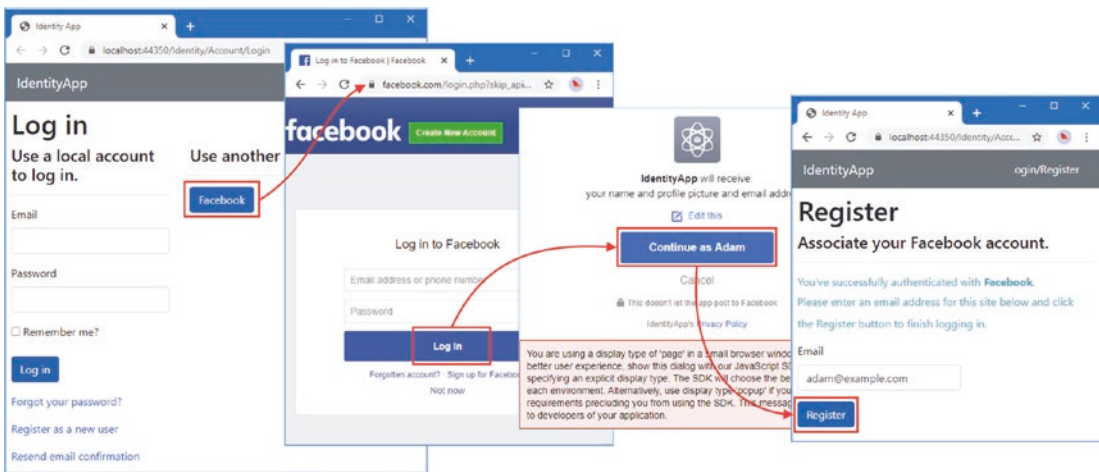 Identity App
localhost:44350/Identity/Account/Login
IdentityApp
Log in
Use a local account
to log in.
Email
Password
Remember me?
Log in
Forgot your password?
Register as a new user
Resend email confirmation
Use another
Facebook
Log in to Facebook | Facebook
facebook.com/login.php?skip_api...
facebook
Create New Account
Log in to Facebook
Email address or phone number
Password
Log In
Forgotten account? · Sign up for Faceboo
Not now
IdentityApp will receive:
your name and profile picture and email addre
Edit this
Continue as Adam
Cancel
This doesn't let the app post to Facebook
IdentityApp's Privacy Policy
You are using a display type of 'page' in a small browser windo
better user experience, show this dialog with our JavaScript S
specifying an explicit display type. The SDK will choose the be
each environment. Alternatively, use display type 'popup' if you
requirements precluding you from using the SDK. This messag
to developers of your application.
Identity App
localhost:44350/Identity/Acco...
IdentityApp
ogin/Register
Register
Associate your Facebook account.
You've successfully authenticated with Facebook.
Please enter an email address for this site below and click
the Register button to finish logging in.
Email
adam@example.com
Register